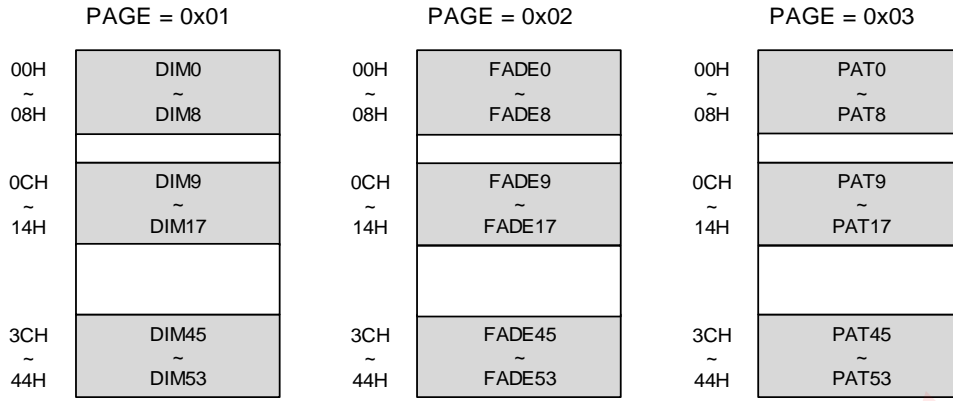 PAGE = 0x01 PAGE = 0x02 PAGE = 0x03
00H DIM0 00H FADE0 00H PAT0
~ ~ ~ ~ ~ ~
08H DIM8 08H FADE8 08H PAT8
0CH DIM9 0CH FADE9 0CH PAT9
~ ~ ~ ~ ~ ~
14H DIM17 14H FADE17 14H PAT17
3CH DIM45 3CH FADE45 3CH PAT45
~ ~ ~ ~ ~ ~
44H DIM53 44H FADE53 44H PAT53